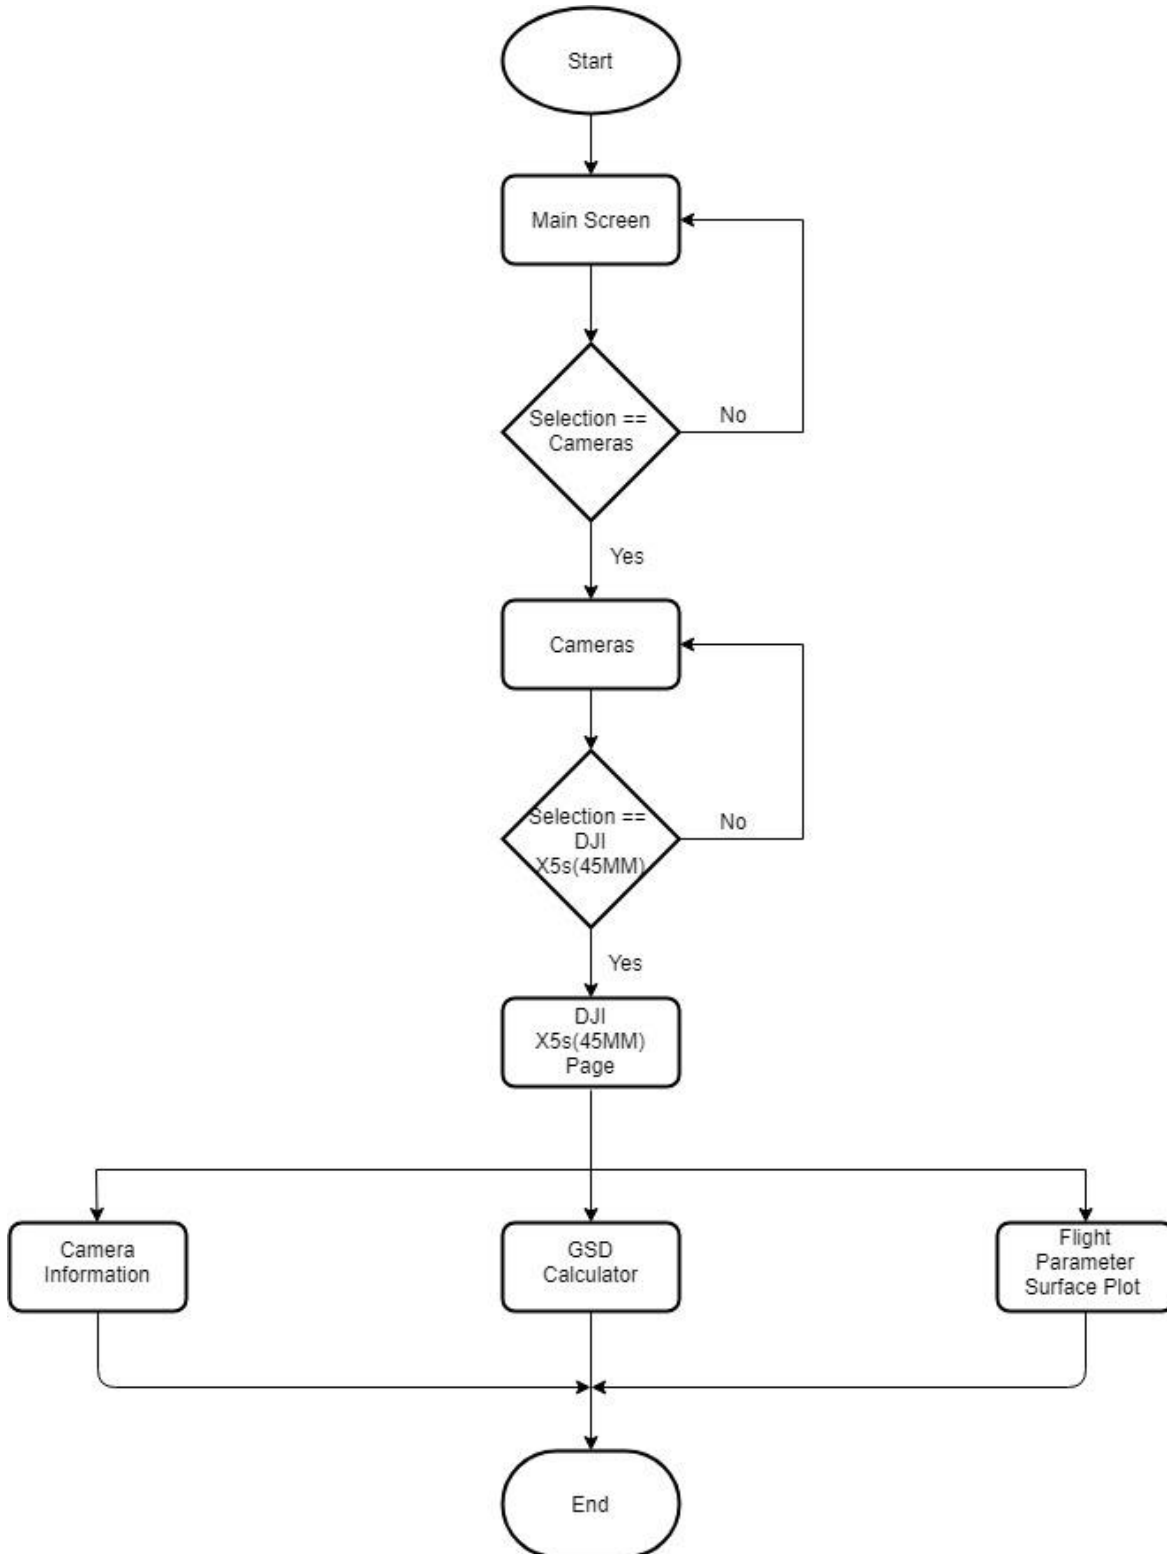 Start
Main Screen
Selection ==
Cameras
No
Yes
Cameras
Selection ==
DJI
X5s(45MM)
No
Yes
DJI
X5s(45MM)
Page
Camera
Information
GSD
Calculator
Flight
Parameter
Surface Plot
End